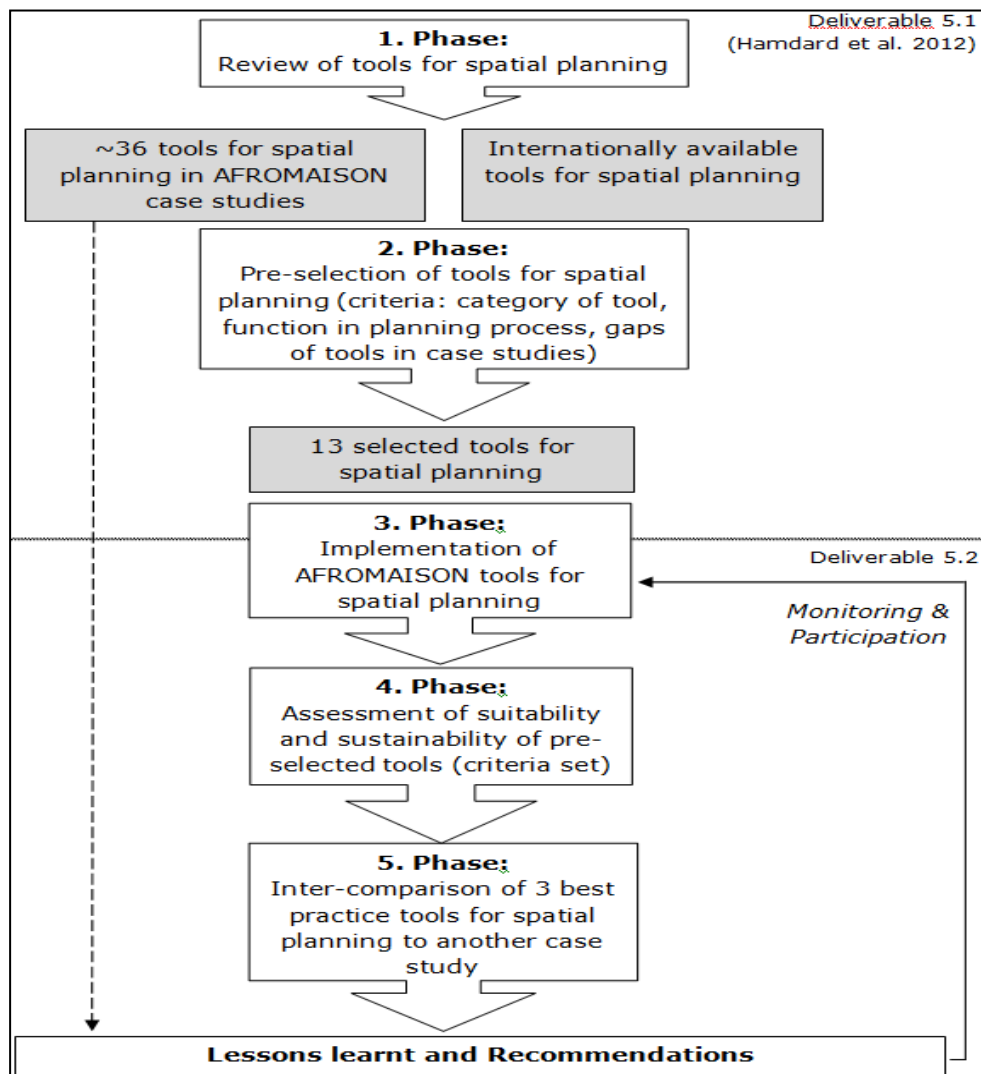 Deliverable 5.1
(Hamdard et al. 2012)
1. Phase:
Review of tools for spatial planning
~36 tools for spatial
planning in AFROMAISON
case studies
Internationally available
tools for spatial planning
2. Phase:
Pre-selection of tools for spatial
planning (criteria: category of tool,
function in planning process, gaps
of tools in case studies)
13 selected tools for
spatial planning
3. Phase:
Implementation of
AFROMAISON tools for
spatial planning
Deliverable 5.2
Monitoring &
Participation
4. Phase:
Assessment of suitability
and sustainability of pre-
selected tools (criteria set)
5. Phase:
Inter-comparison of 3 best
practice tools for spatial
planning to another case
study
Lessons learnt and Recommendations